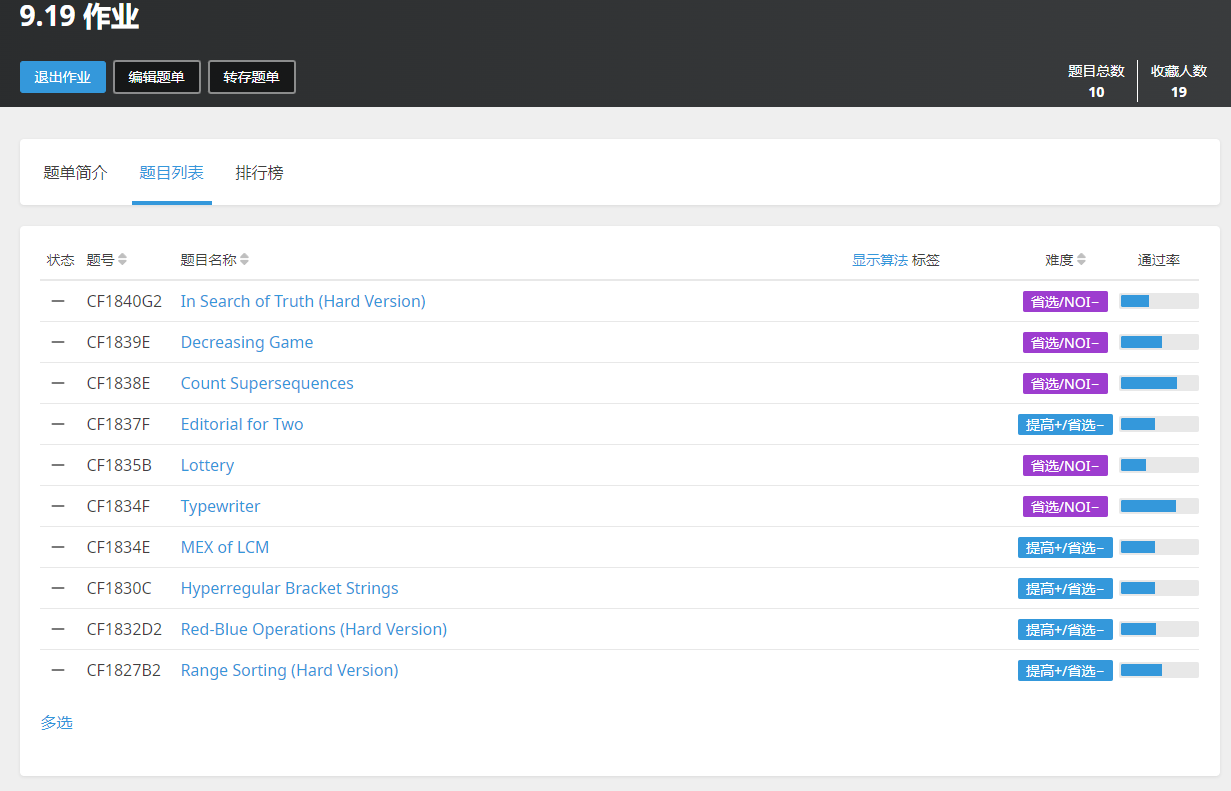 9.19 作业
退出作业 编辑题单 转存题单
题目总数 收藏人数
10 19
题单简介 题目列表 排行榜
状态 题号 题目名称 显示算法 标签 难度 通过率
— CF1840G2 In Search of Truth (Hard Version) 省选/NOI−
— CF1839E Decreasing Game 省选/NOI−
— CF1838E Count Supersequences 省选/NOI−
— CF1837F Editorial for Two 提高+/省选−
— CF1835B Lottery 省选/NOI−
— CF1834F Typewriter 省选/NOI−
— CF1834E MEX of LCM 提高+/省选−
— CF1830C Hyperregular Bracket Strings 提高+/省选−
— CF1832D2 Red-Blue Operations (Hard Version) 提高+/省选−
— CF1827B2 Range Sorting (Hard Version) 提高+/省选−
多选